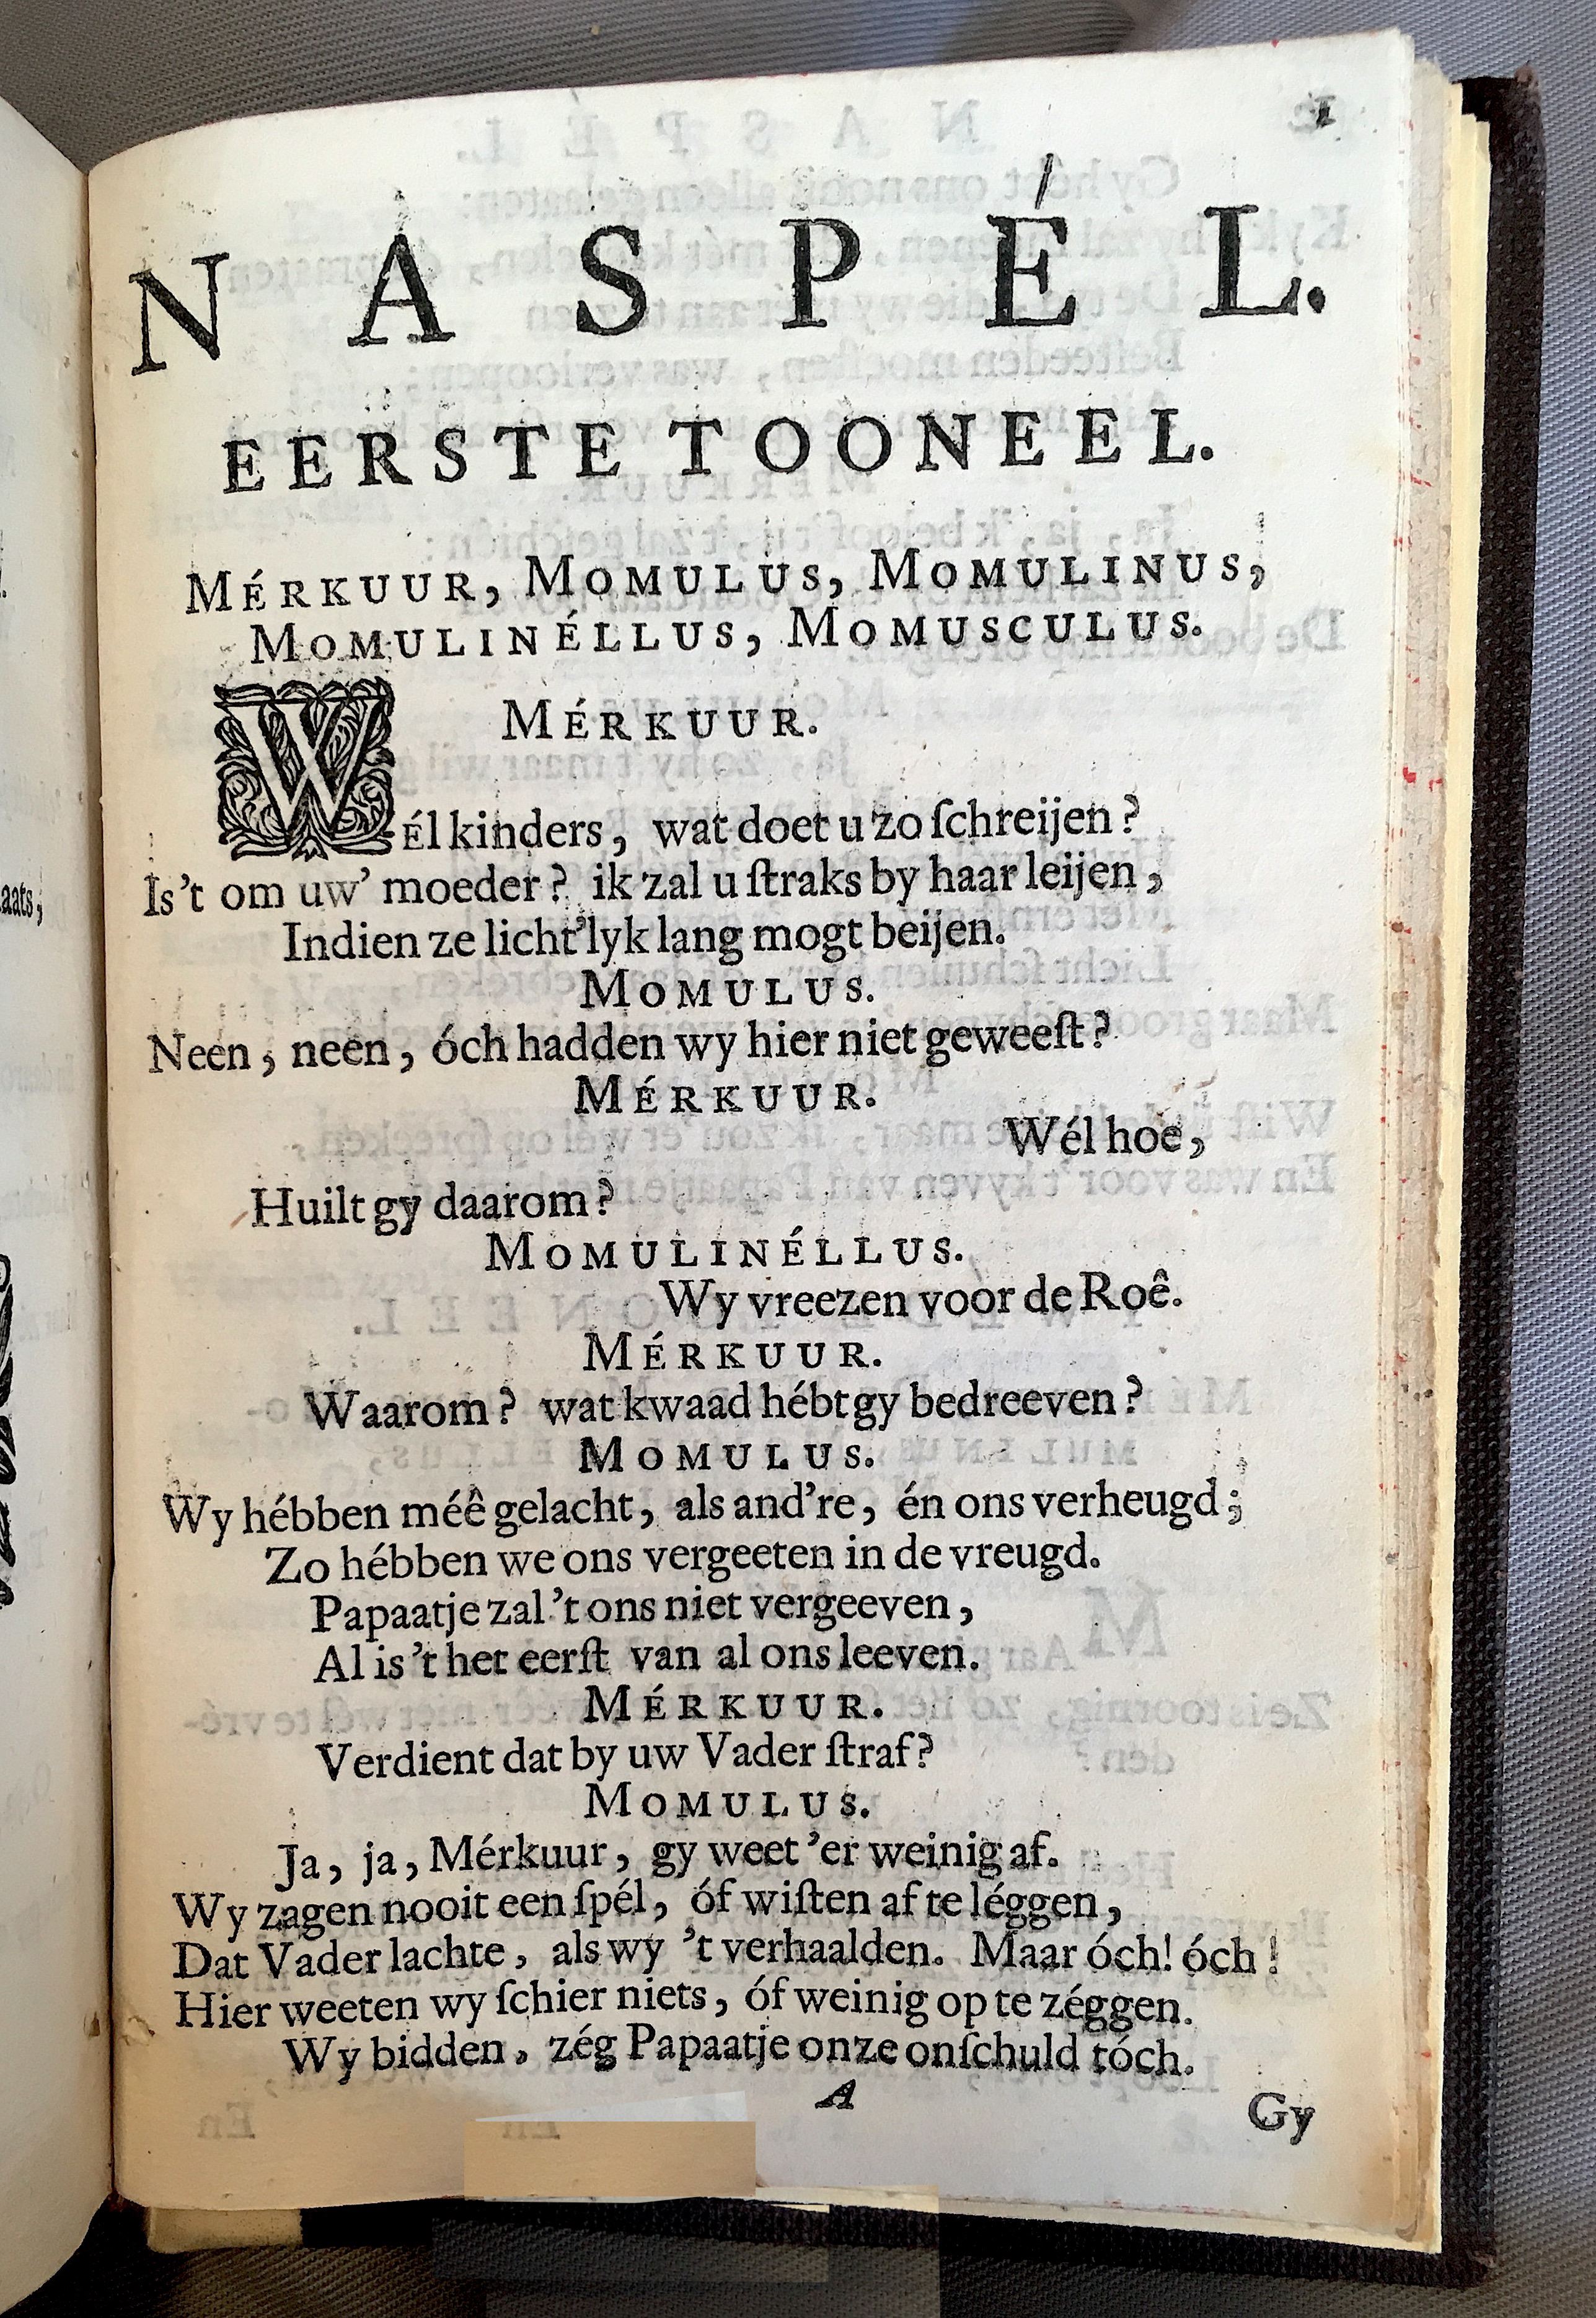 1
NASPÉL.
EERSTE TOONEEL.
MÉRKUUR, MOMULUS, MOMULINUS,
MOMULINÉLLUS, MOMUSCULUS.
MÉRKUUR.
WÉl kinders, wat doet u zo ſchreijen?
Is't om uw' moeder? ik zal u ſtraks by haar leijen,
Indien ze licht'lyk lang mogt beijen.
MOMULUS.
Neen, neen, óch hadden wy hier niet geweeſt?
MÉRKUUR.
Wél hoe,
Huilt gy daarom?
MOMULINÉLLUS.
Wy vreezen voor de Roê.
MÉRKUUR.
Waarom? wat kwaad hébt gy bedreeven?
MOMULUS.
Wy hébben méê gelacht, als and're, én ons verheugd;
Zo hébben we ons vergeeten in de vreugd.
Papaatje zal 't ons niet vergeeven,
Al is 't het eerſt van al ons leeven.
MÉRKUUR.
Verdient dat by uw Vader ſtraf?
MOMULUS.
Ja, ja, Mérkuur, gy weet 'er weinig af.
Wy zagen nooit een ſpél, óf wiſten af te léggen,
Dat Vader lachte, als wy 't verhaalden. Maar óch! óch!
Hier weeten wy ſchier niets, óf weinig op te zéggen.
Wy bidden, zég Papaatje onze onſchuld tóch.
A
Gy
aats,